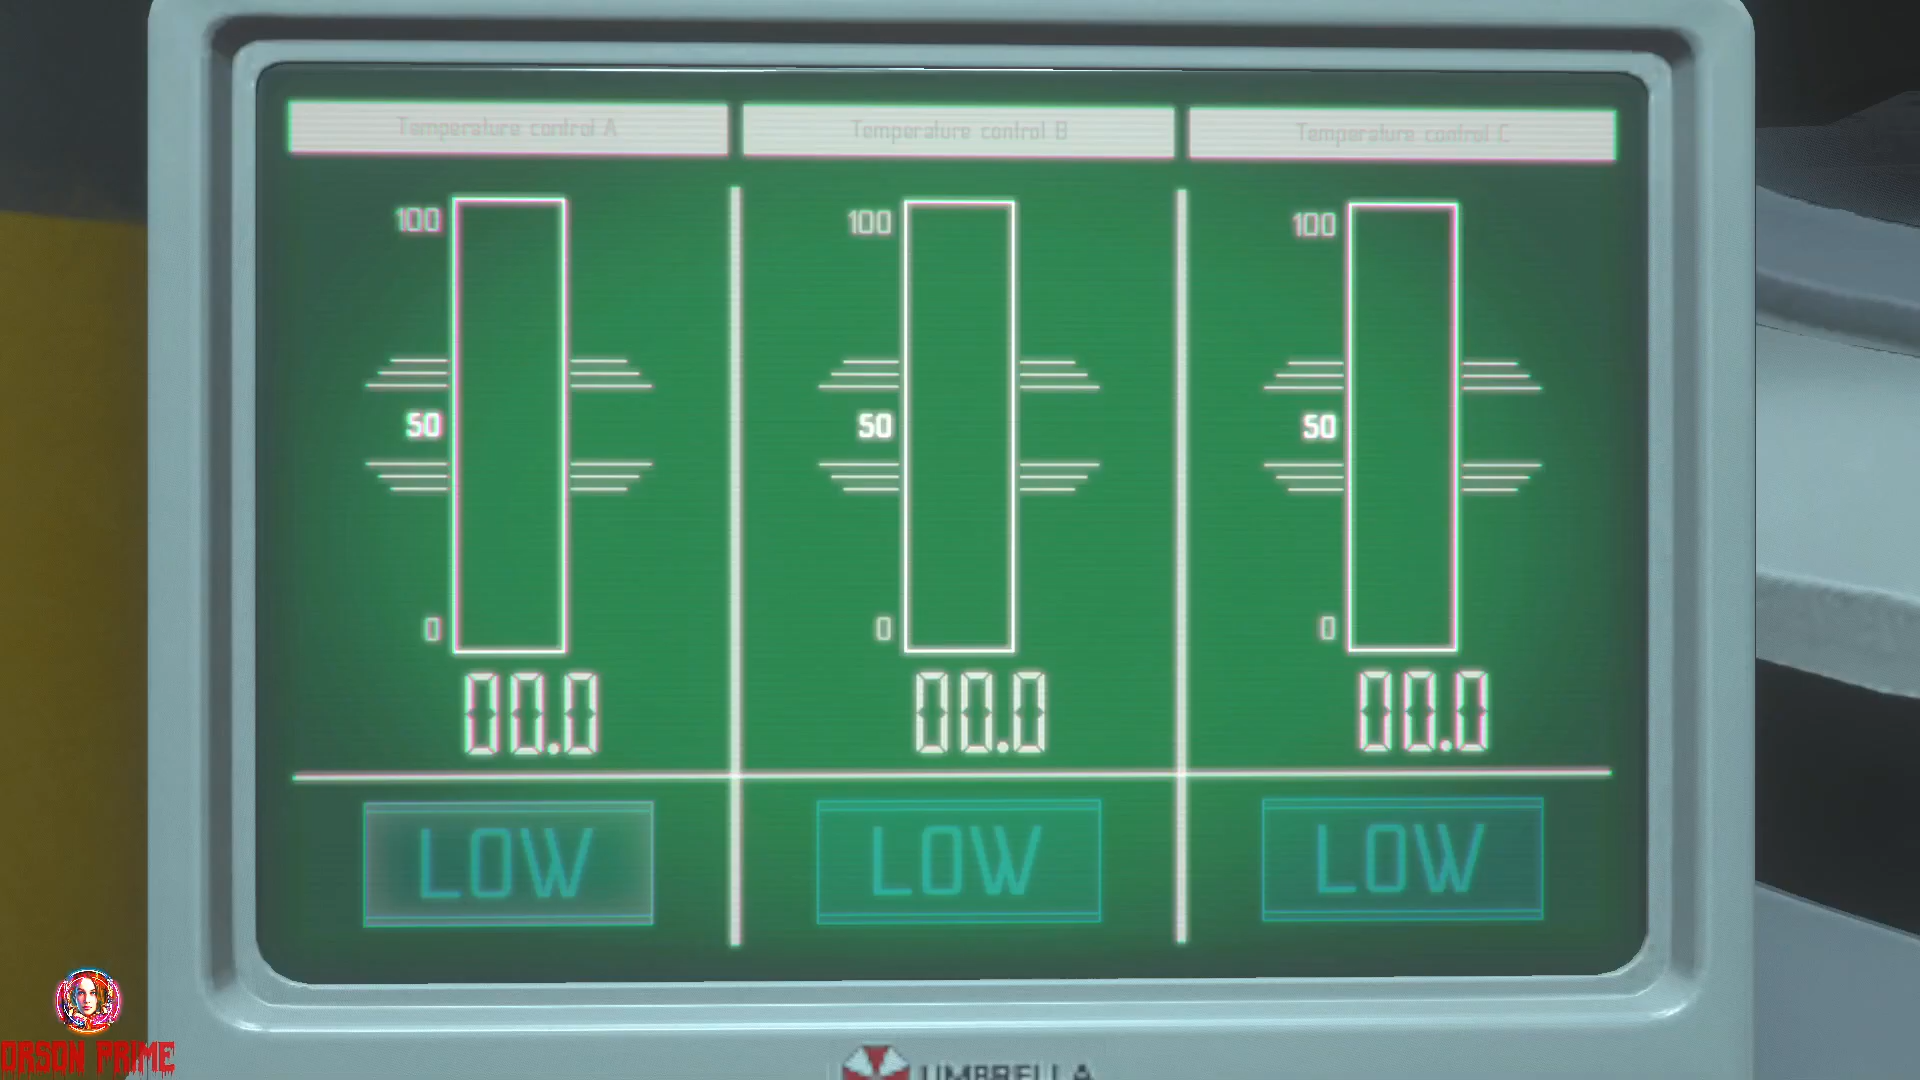 Temperature control A
Temperature control B
Temperature control C
100
100
100
50
50
50
0
0
0
00.0
00.0
00.0
LOW
LOW
LOW
ORSON PRIME
UMBRELLA